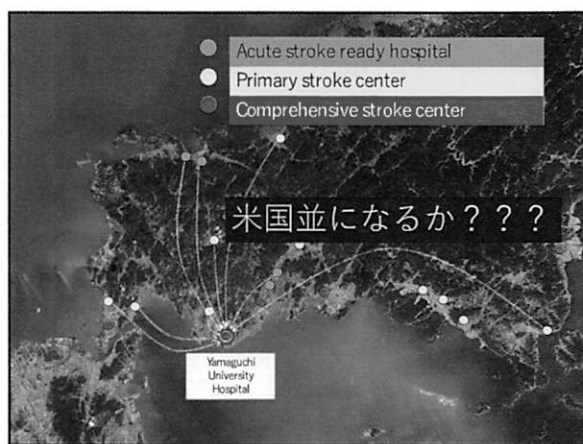 Acute stroke ready hospital
Primary stroke center
Comprehensive stroke center
米国並になるか？？？
Yamaguchi
University
Hospital